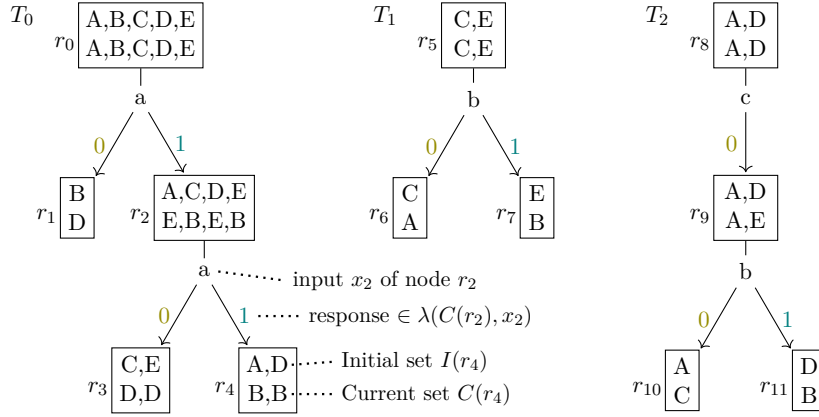 T₀
r₀
A,B,C,D,E
A,B,C,D,E
a
0
1
r₁
B
D
r₂
A,C,D,E
E,B,E,B
a
input x₂ of node r₂
0
1
response ∈ λ(C(r₂), x₂)
r₃
C,E
D,D
r₄
A,D
B,B
Initial set I(r₄)
Current set C(r₄)
T₁
r₅
C,E
C,E
b
0
1
r₆
C
A
r₇
E
B
T₂
r₈
A,D
A,D
c
0
r₉
A,D
A,E
b
0
1
r₁₀
A
C
r₁₁
D
B